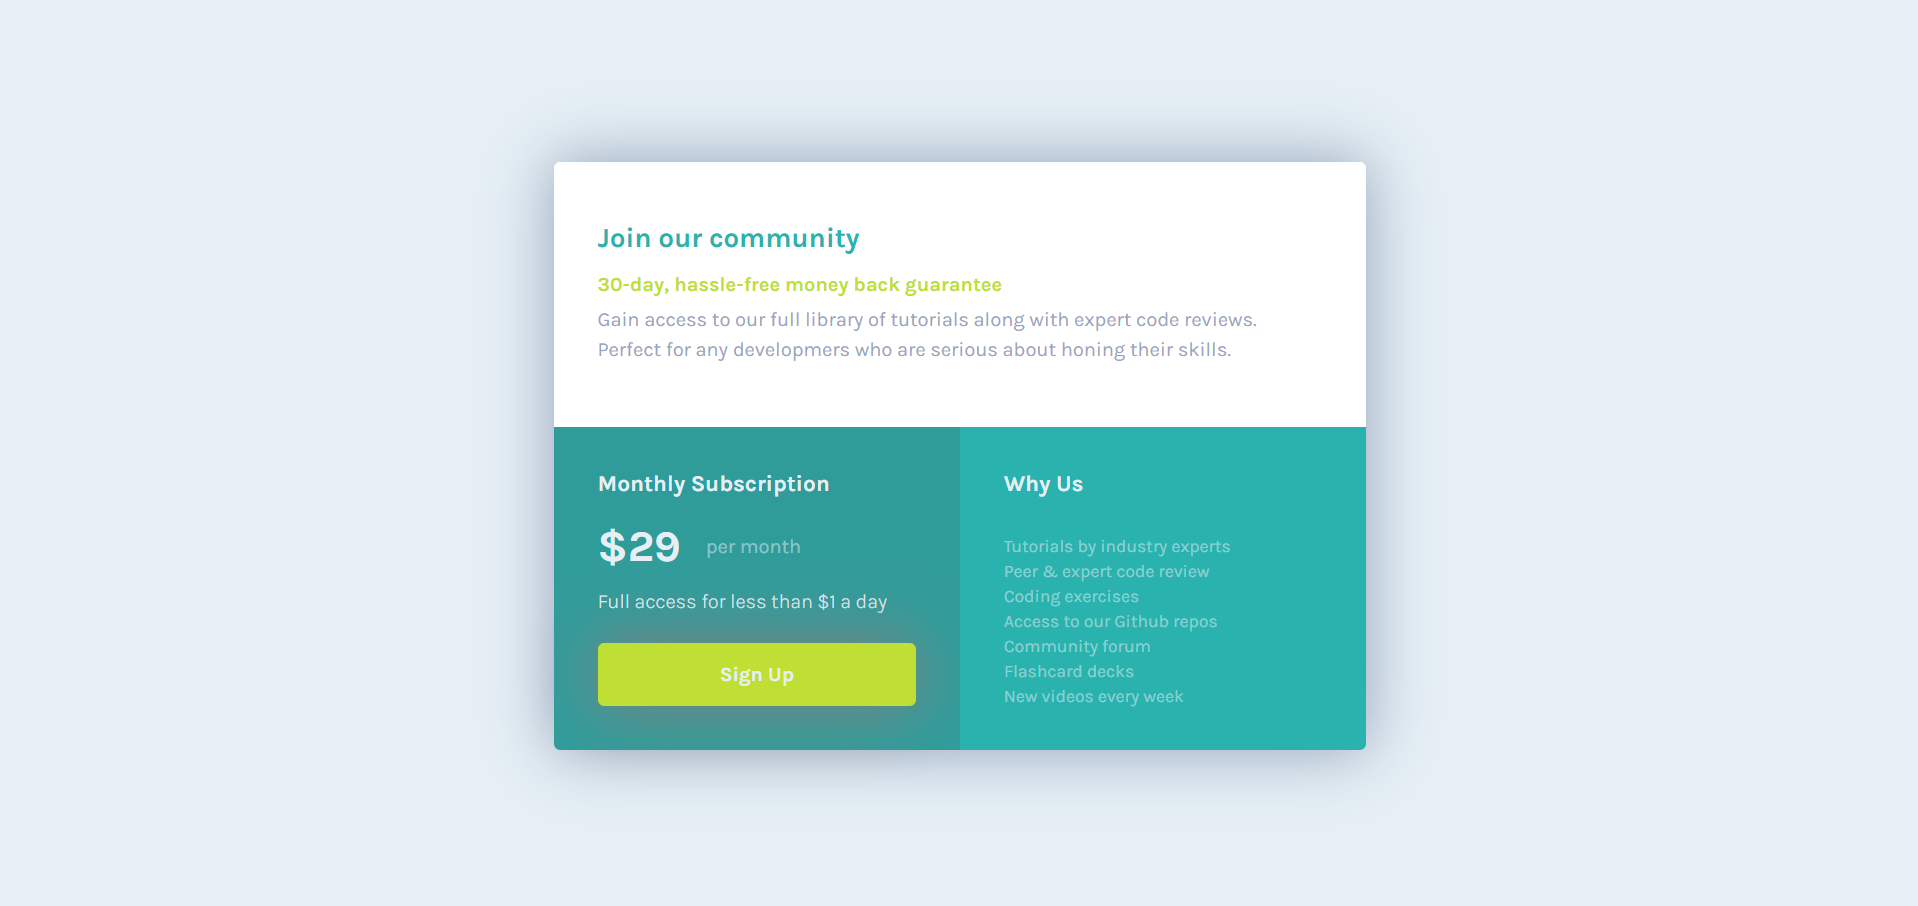 Join our community
30-day, hassle-free money back guarantee
Gain access to our full library of tutorials along with expert code reviews.
Perfect for any developmers who are serious about honing their skills.
Monthly Subscription
$29 per month
Full access for less than $1 a day
Sign Up
Why Us
Tutorials by industry experts
Peer & expert code review
Coding exercises
Access to our Github repos
Community forum
Flashcard decks
New videos every week